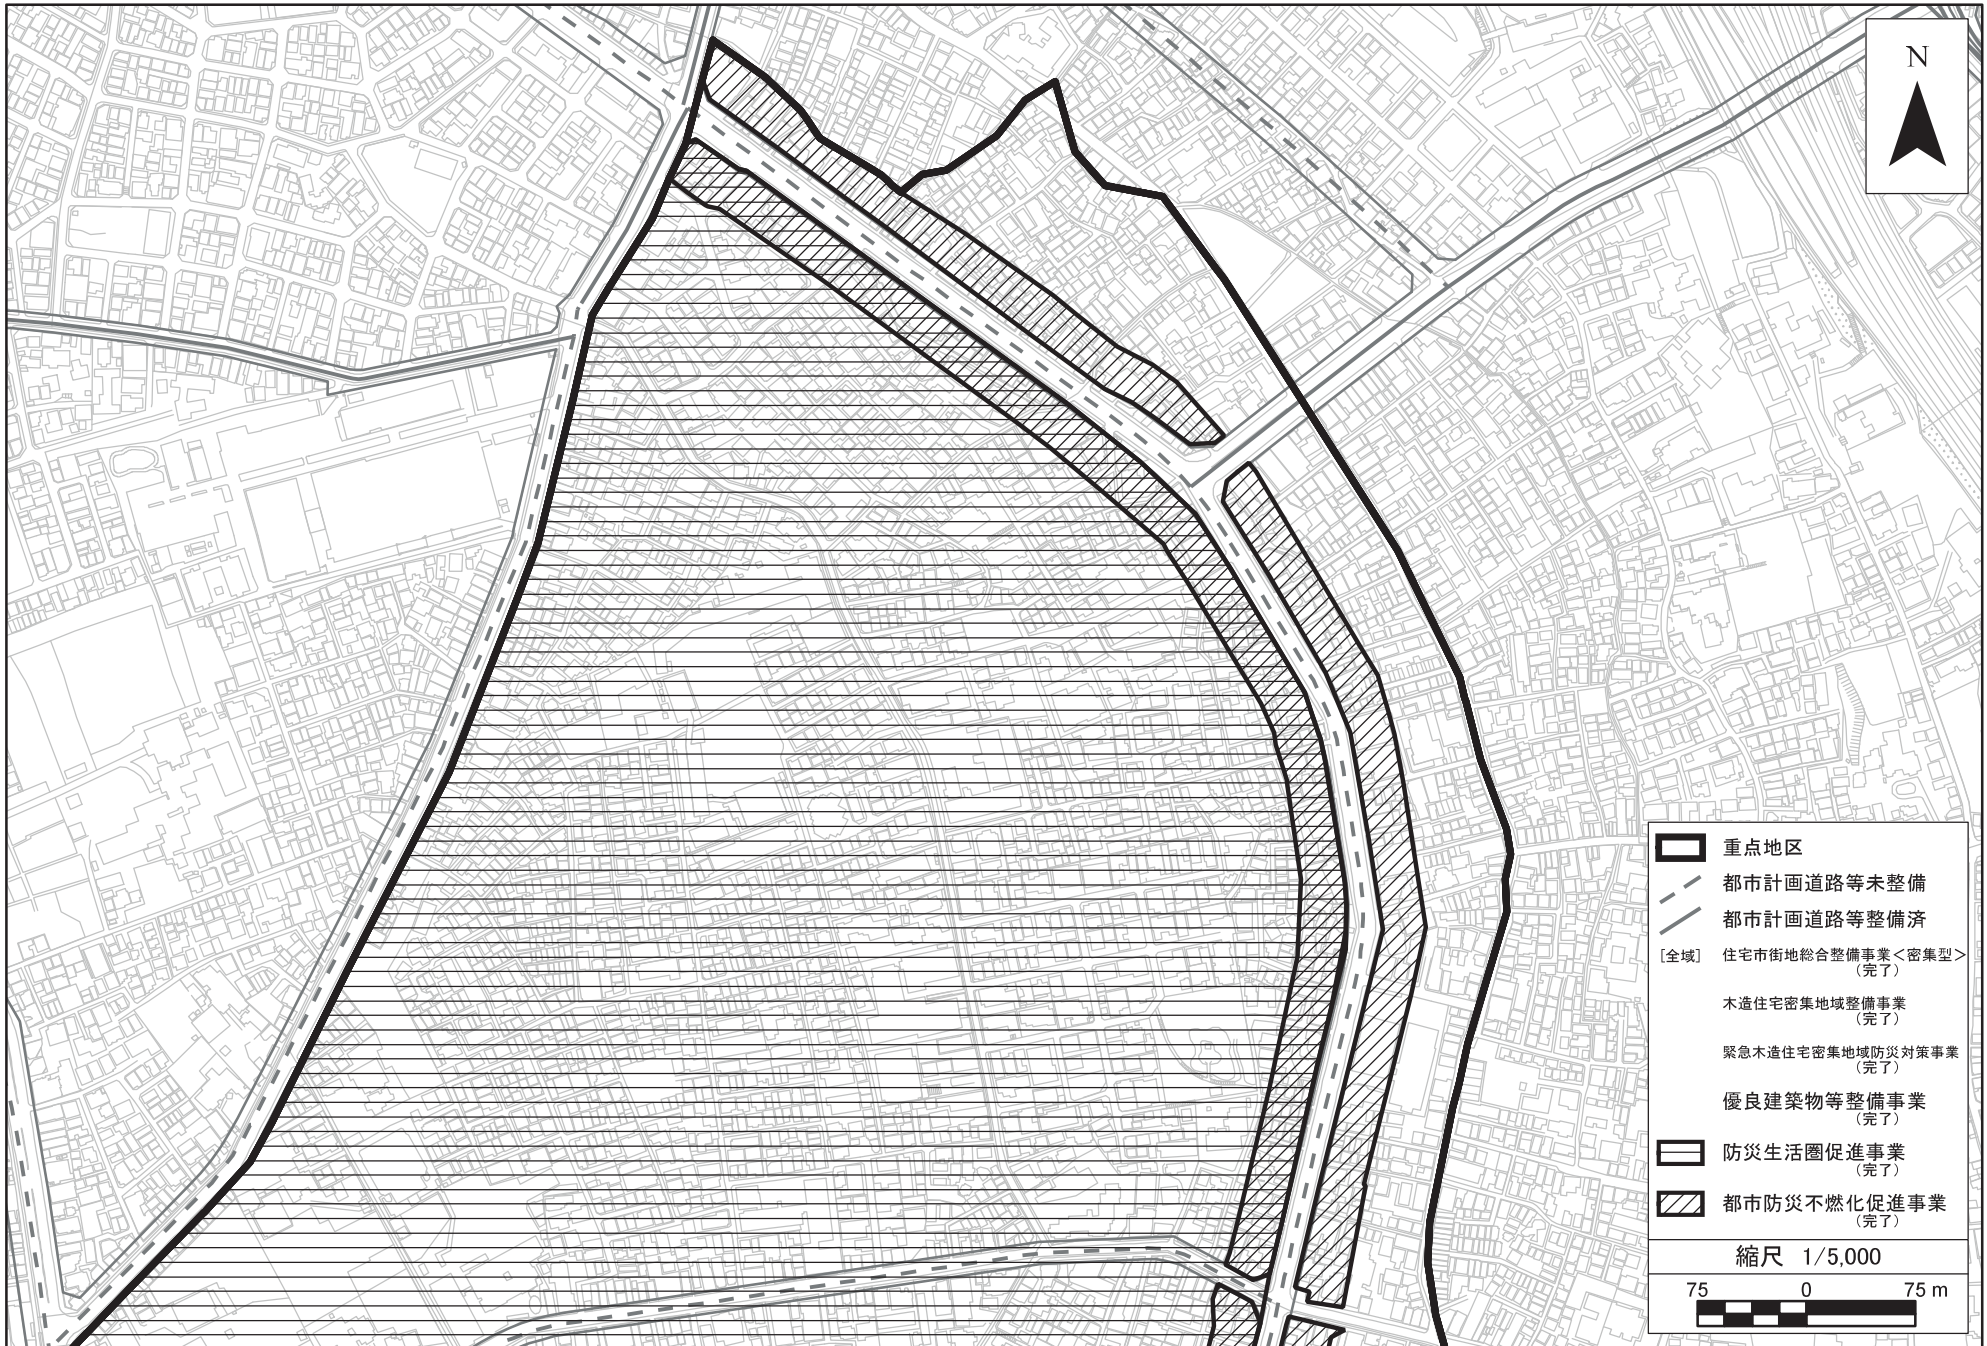 N
重点地区
都市計画道路等未整備
都市計画道路等整備済
[全域] 住宅市街地総合整備事業<密集型>
(完了)
木造住宅密集地域整備事業
(完了)
緊急木造住宅密集地域防災対策事業
(完了)
優良建築物等整備事業
(完了)
防災生活圏促進事業
(完了)
都市防災不燃化促進事業
(完了)
縮尺 1/5,000
75 0 75 m